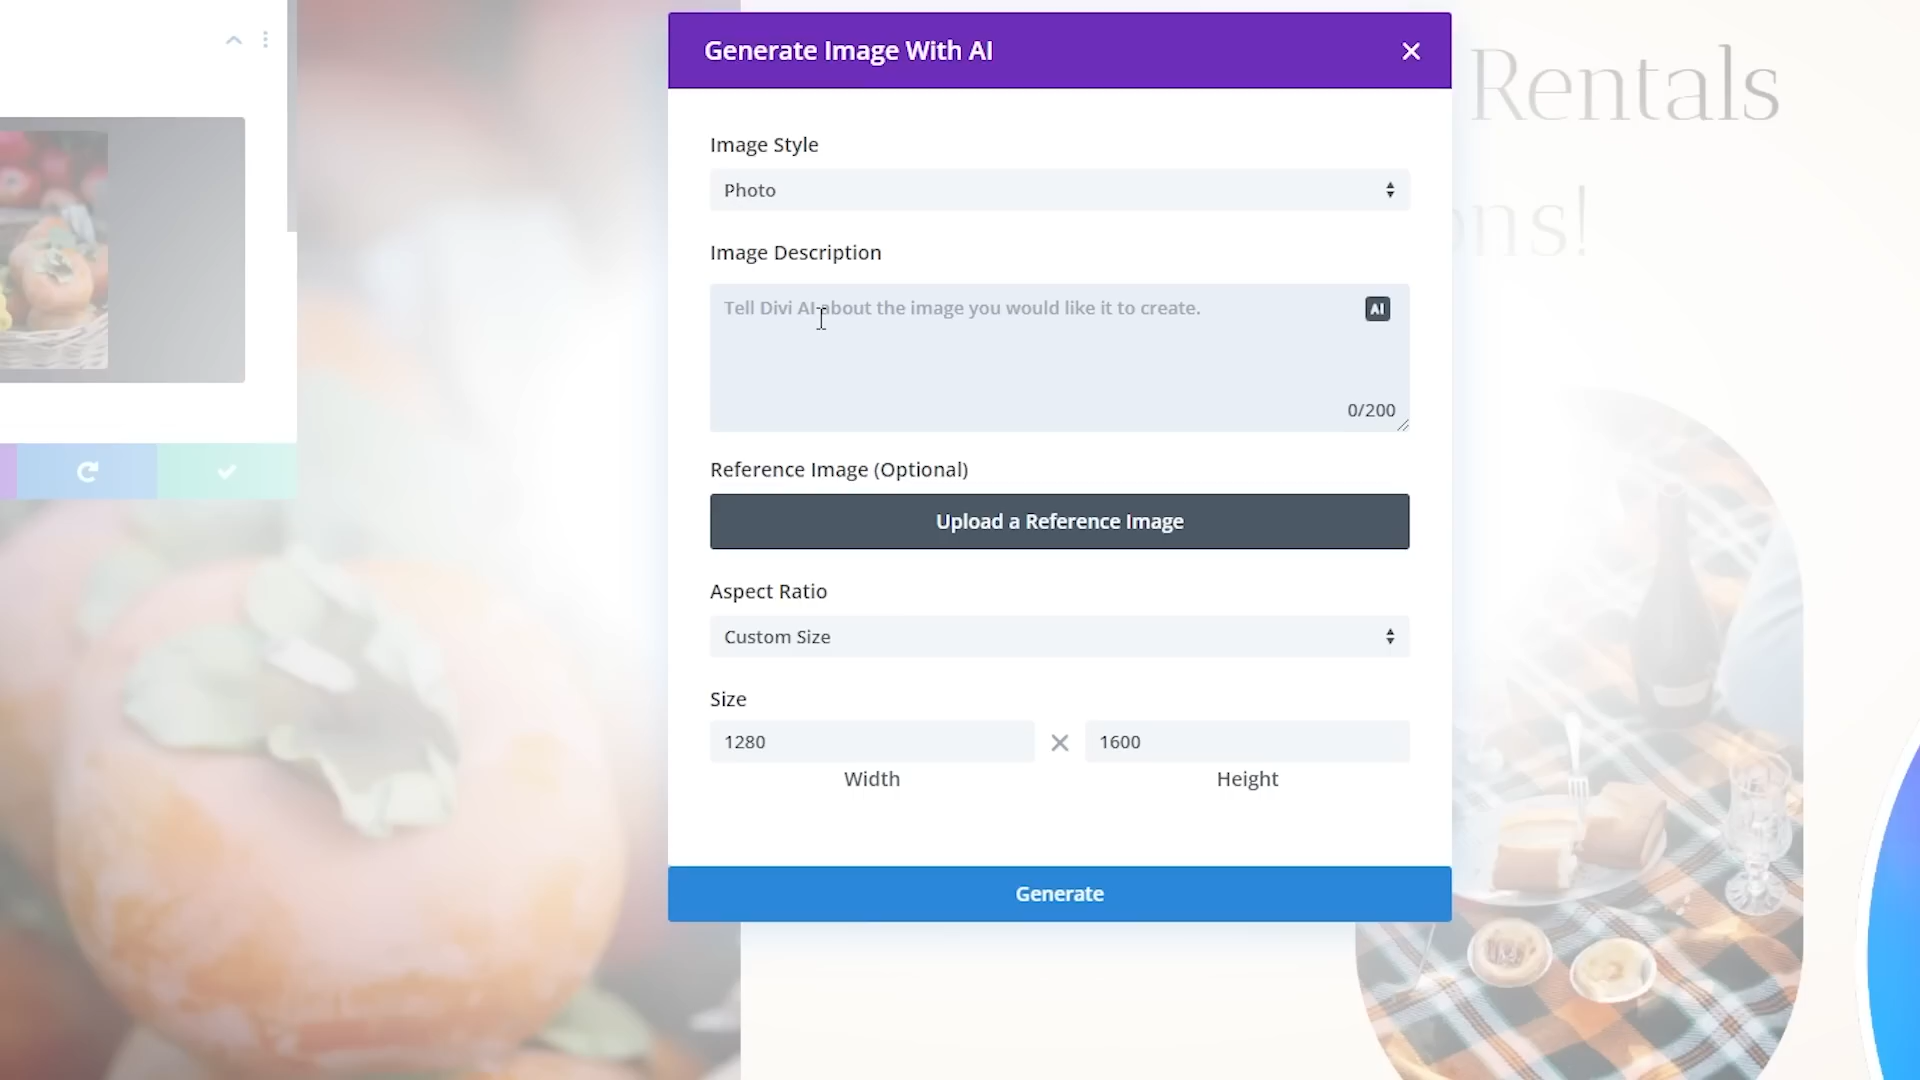 Generate Image With AI
Rentals
ons!
Image Style
Photo
Image Description
Tell Divi AI about the image you would like it to create.
AI
0/200
Reference Image (Optional)
Upload a Reference Image
Aspect Ratio
Custom Size
Size
1280
1600
Width
Height
Generate